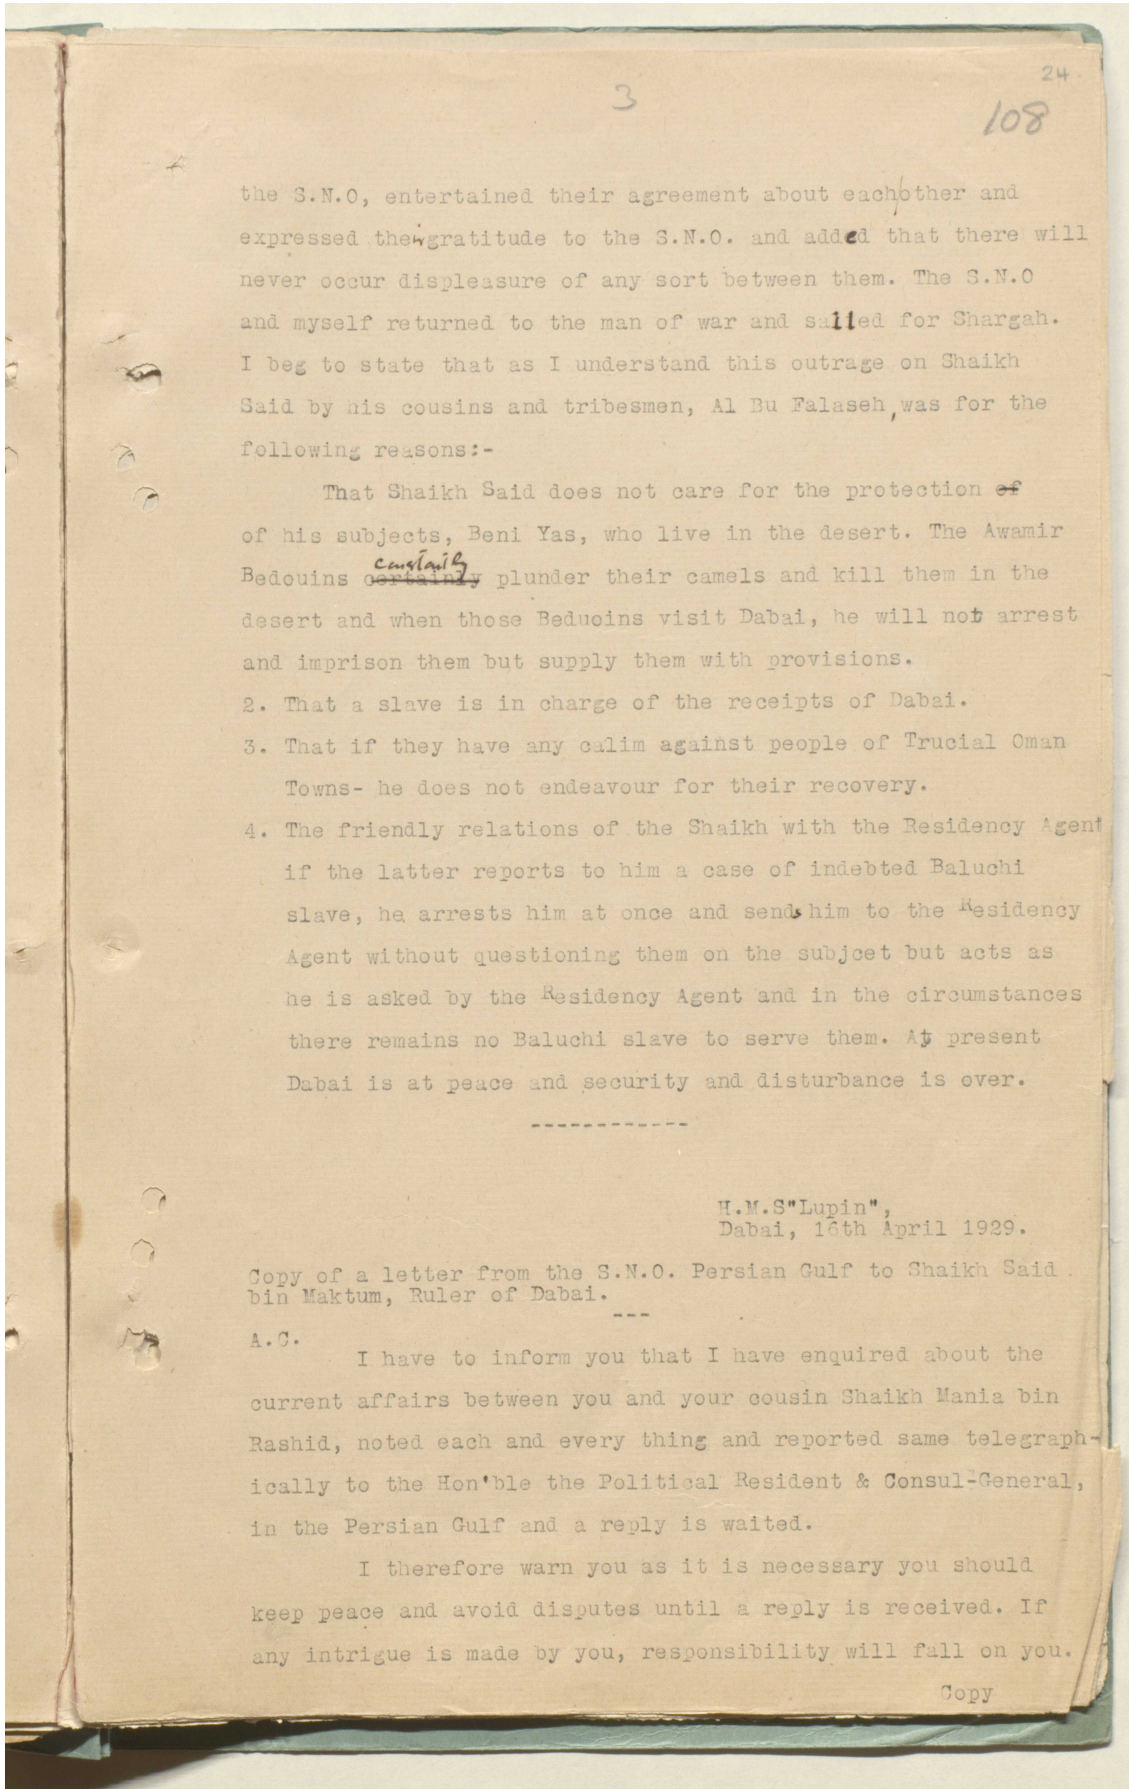 24
3
108
the S.N.O, entertained their agreement about each/other and
expressed their gratitude to the S.N.O. and added that there will
never occur displeasure of any sort between them. The S.N.O
and myself returned to the man of war and sailed for Shargah.
I beg to state that as I understand this outrage on Shaikh
Said by his cousins and tribesmen, Al Bu Falaseh, was for the
following reasons:-
That Shaikh Said does not care for the protection of
of his subjects, Beni Yas, who live in the desert. The Awamir
constantly
Bedouins certainly plunder their camels and kill them in the
desert and when those Beduoins visit Dabai, he will not arrest
and imprison them but supply them with provisions.
2. That a slave is in charge of the receipts of Dabai.
3. That if they have any calim against people of Trucial Oman
Towns- he does not endeavour for their recovery.
4. The friendly relations of the Shaikh with the Residency Agent
if the latter reports to him a case of indebted Baluchi
slave, he arrests him at once and sends him to the Residency
Agent without questioning them on the subjcet but acts as
he is asked by the Residency Agent and in the circumstances
there remains no Baluchi slave to serve them. At present
Dabai is at peace and security and disturbance is over.
------------
H.M.S"Lupin",
Dabai, 16th April 1929.
Copy of a letter from the S.N.O. Persian Gulf to Shaikh Said
bin Maktum, Ruler of Dabai.
---
A.C.
I have to inform you that I have enquired about the
current affairs between you and your cousin Shaikh Mania bin
Rashid, noted each and every thing and reported same telegraph-
ically to the Hon'ble the Political Resident & Consul-General,
in the Persian Gulf and a reply is waited.
I therefore warn you as it is necessary you should
keep peace and avoid disputes until a reply is received. If
any intrigue is made by you, responsibility will fall on you.
Copy